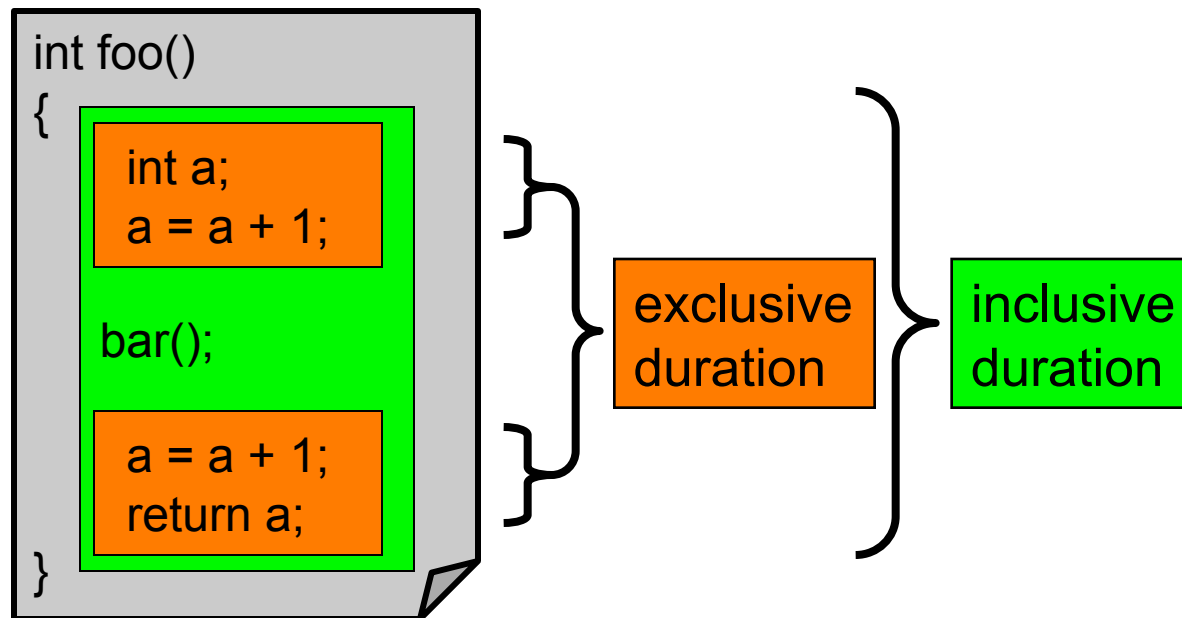 int foo()
{
int a;
a = a + 1;
bar();
a = a + 1;
return a;
}
exclusive
duration
inclusive
duration